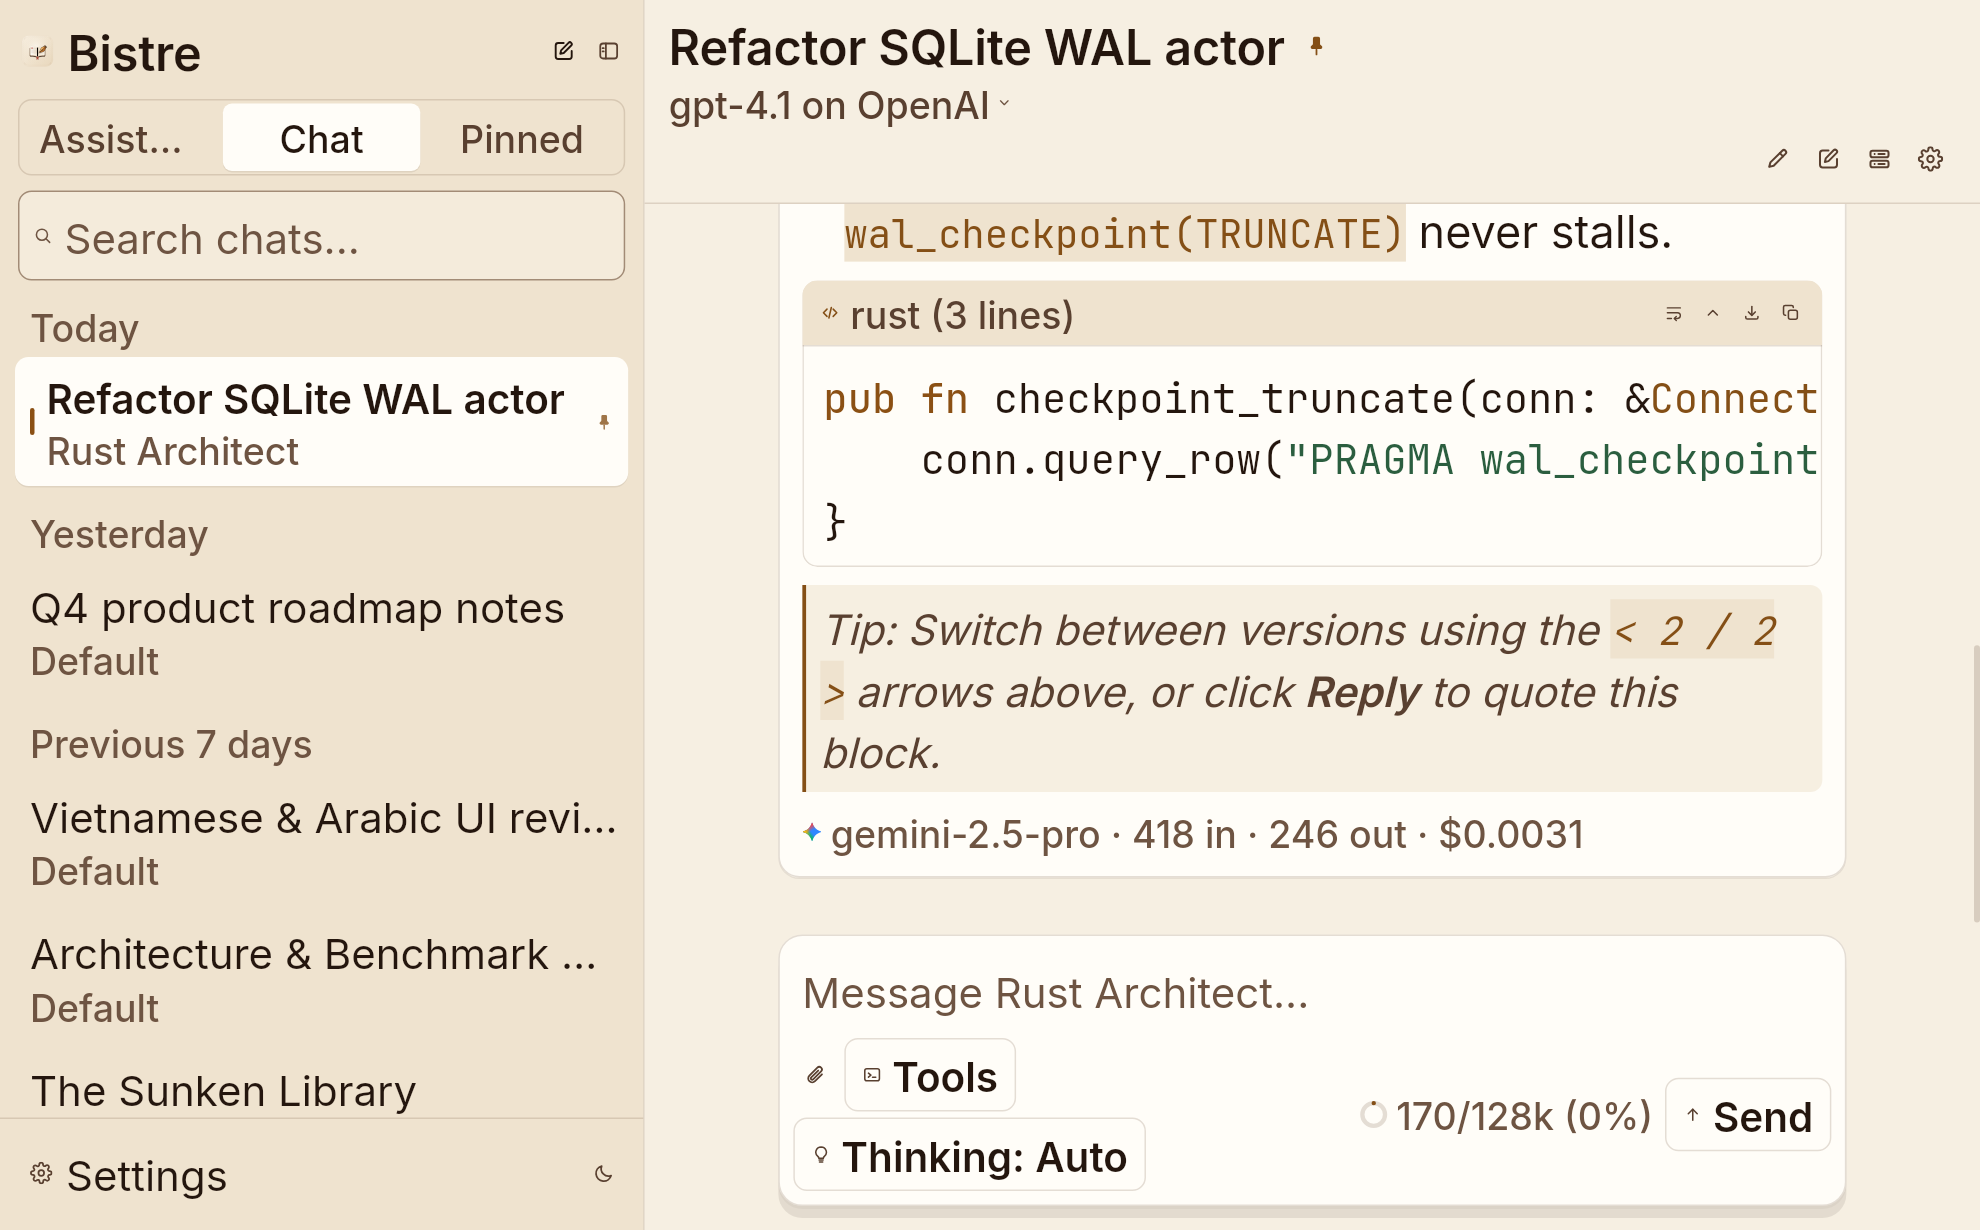 Bistre
Assist...
Chat
Pinned
Search chats...
Today
Refactor SQLite WAL actor
Rust Architect
Yesterday
Q4 product roadmap notes
Default
Previous 7 days
Vietnamese & Arabic UI revi...
Default
Architecture & Benchmark ...
Default
The Sunken Library
Settings
Refactor SQLite WAL actor
gpt-4.1 on OpenAI
wal_checkpoint(TRUNCATE) never stalls.
rust (3 lines)
pub fn checkpoint_truncate(conn: &Connect
conn.query_row("PRAGMA wal_checkpoint
}
Tip: Switch between versions using the < 2 / 2
> arrows above, or click Reply to quote this
block.
gemini-2.5-pro · 418 in · 246 out · $0.0031
Message Rust Architect...
Tools
Thinking: Auto
170/128k (0%)
Send